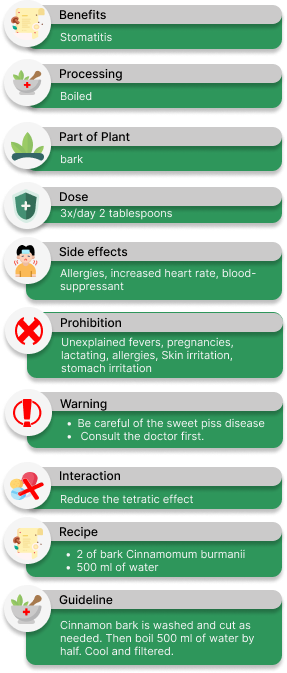 Benefits
Stomatitis
Processing
Boiled
Part of Plant
bark
Dose
3x/day 2 tablespoons
Side effects
Allergies, increased heart rate, blood-
suppressant
Prohibition
Unexplained fevers, pregnancies,
lactating, allergies, Skin irritation,
stomach irritation
Warning
• Be careful of the sweet piss disease
• Consult the doctor first.
Interaction
Reduce the tetratic effect
Recipe
• 2 of bark Cinnamomum burmanii
• 500 ml of water
Guideline
Cinnamon bark is washed and cut as
needed. Then boil 500 ml of water by
half. Cool and filtered.